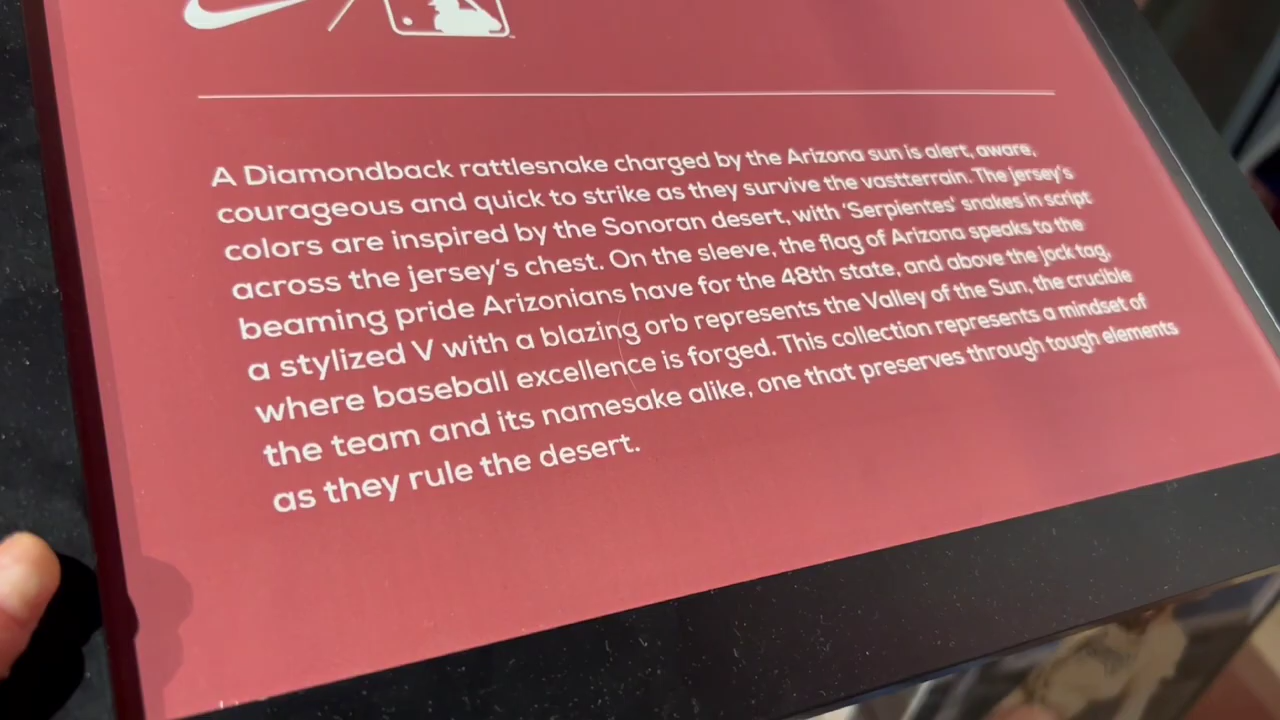 A Diamondback rattlesnake charged by the Arizona sun is alert, aware,
courageous and quick to strike as they survive the vastterrain. The jersey's
colors are inspired by the Sonoran desert, with ‘Serpientes’ snakes in script
across the jersey's chest. On the sleeve, the flag of Arizona speaks to the
beaming pride Arizonians have for the 48th state, and above the jock tag,
a stylized V with a blazing orb represents the Valley of the Sun, the crucible
where baseball excellence is forged. This collection represents a mindset of
the team and its namesake alike, one that preserves through tough elements
as they rule the desert.